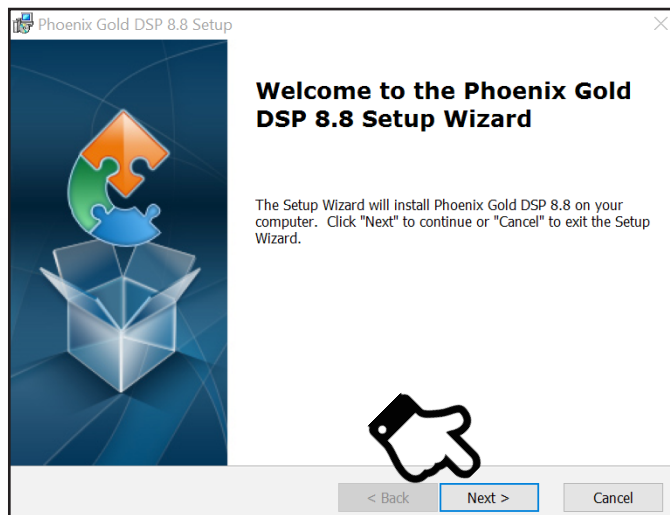 Phoenix Gold DSP 8.8 Setup
Welcome to the Phoenix Gold
DSP 8.8 Setup Wizard
The Setup Wizard will install Phoenix Gold DSP 8.8 on your
computer. Click "Next" to continue or "Cancel" to exit the Setup
Wizard.
< Back Next > Cancel